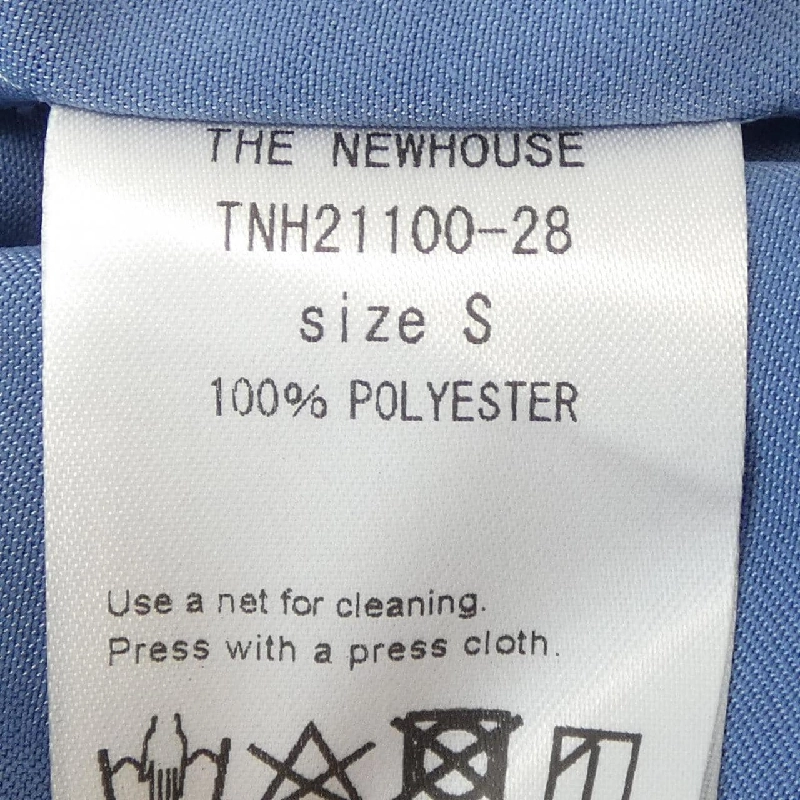 THE NEWHOUSE
TNH21100-28
size S
100% POLYESTER
Use a net for cleaning.
Press with a press cloth.